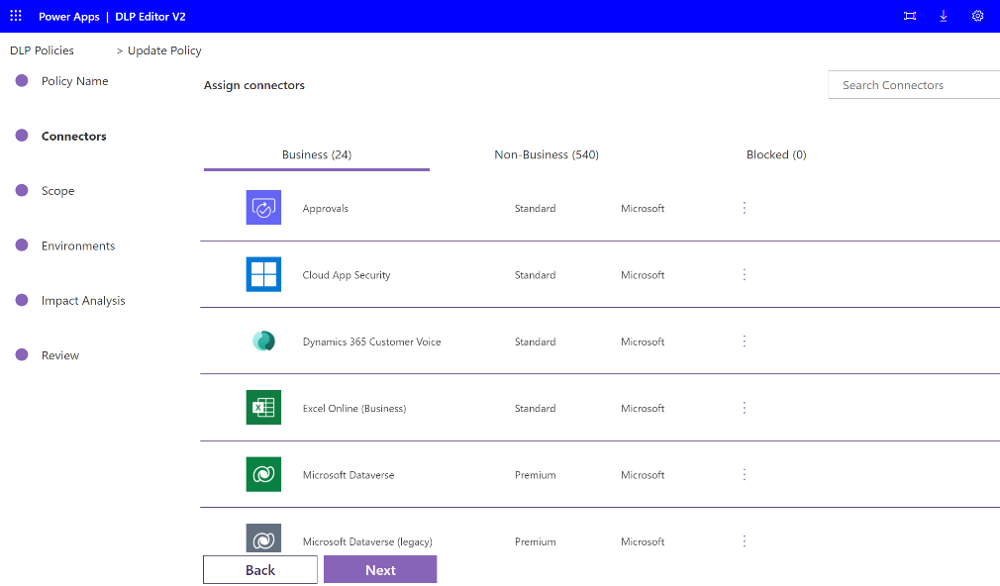 Power Apps | DLP Editor V2
DLP Policies > Update Policy
Policy Name
Connectors
Scope
Environments
Impact Analysis
Review
Assign connectors
Search Connectors
Business (24) Non-Business (540) Blocked (0)
Approvals Standard Microsoft
Cloud App Security Standard Microsoft
Dynamics 365 Customer Voice Standard Microsoft
Excel Online (Business) Standard Microsoft
Microsoft Dataverse Premium Microsoft
Microsoft Dataverse (legacy) Premium Microsoft
Back Next